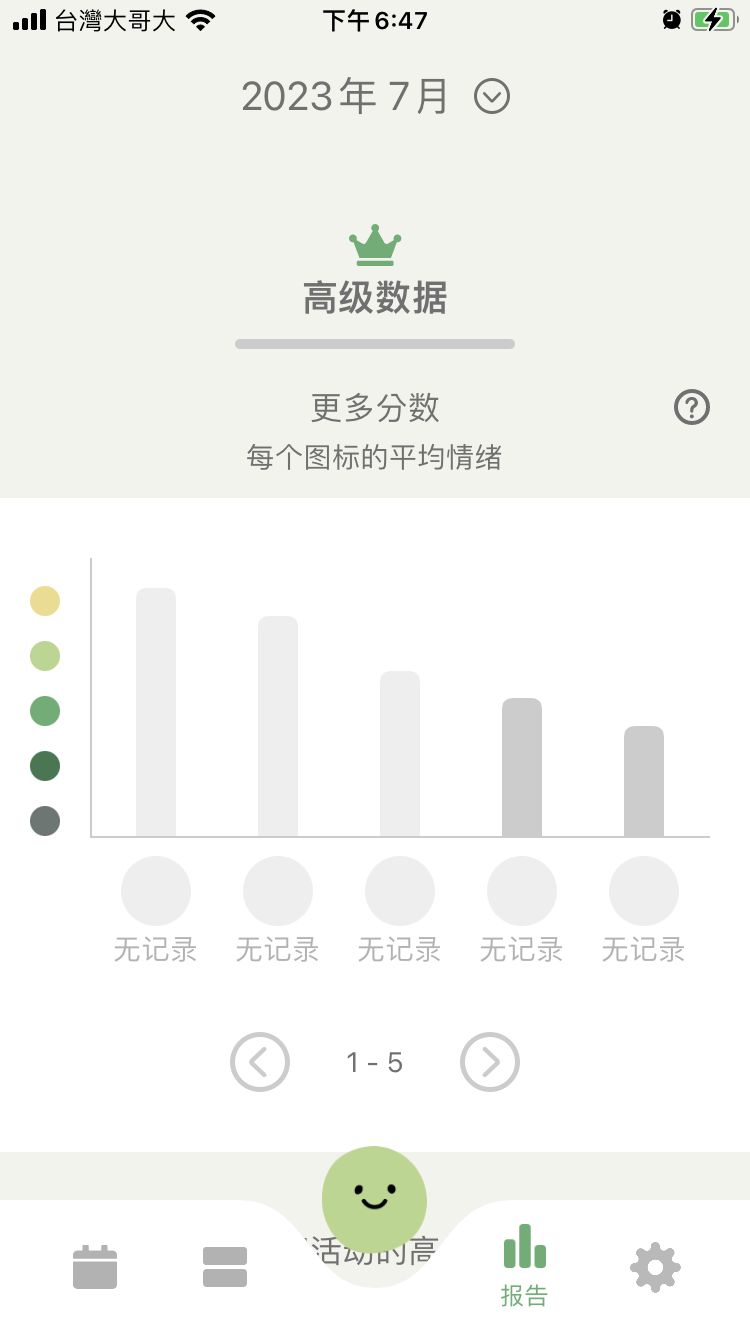 台灣大哥大 下午 6:47
2023年 7月
高级数据
更多分数
每个图标的平均情绪
无记录 无记录 无记录 无记录 无记录
1 - 5
活动的高
报告